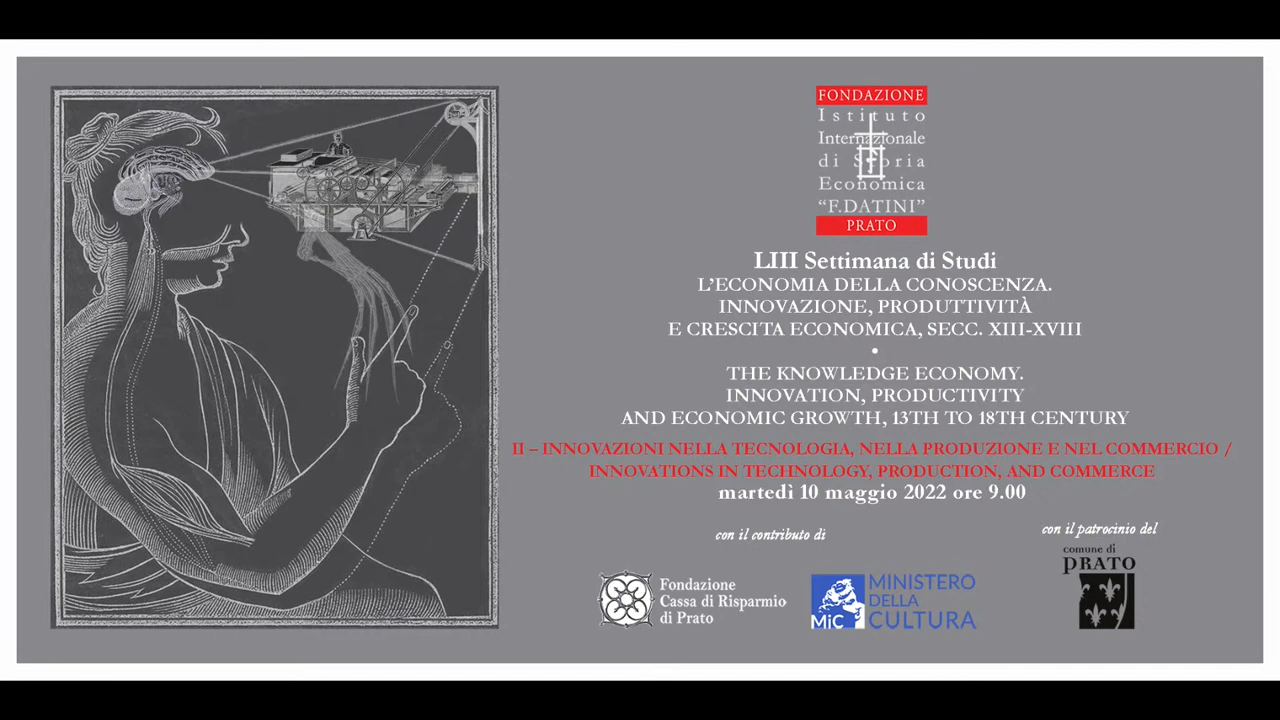 FONDAZIONE
Istituto
Internazionale
di Storia
Economica
“F.DATINI”
PRATO
LIII Settimana di Studi
L’ECONOMIA DELLA CONOSCENZA.
INNOVAZIONE, PRODUTTIVITÀ
E CRESCITA ECONOMICA, SECC. XIII-XVIII
•
THE KNOWLEDGE ECONOMY.
INNOVATION, PRODUCTIVITY
AND ECONOMIC GROWTH, 13TH TO 18TH CENTURY
II – INNOVAZIONI NELLA TECNOLOGIA, NELLA PRODUZIONE E NEL COMMERCIO /
INNOVATIONS IN TECHNOLOGY, PRODUCTION, AND COMMERCE
martedì 10 maggio 2022 ore 9.00
con il contributo di
con il patrocinio del
Fondazione
Cassa di Risparmio
di Prato
MiC
MINISTERO
DELLA
CULTURA
comune di
PRATO